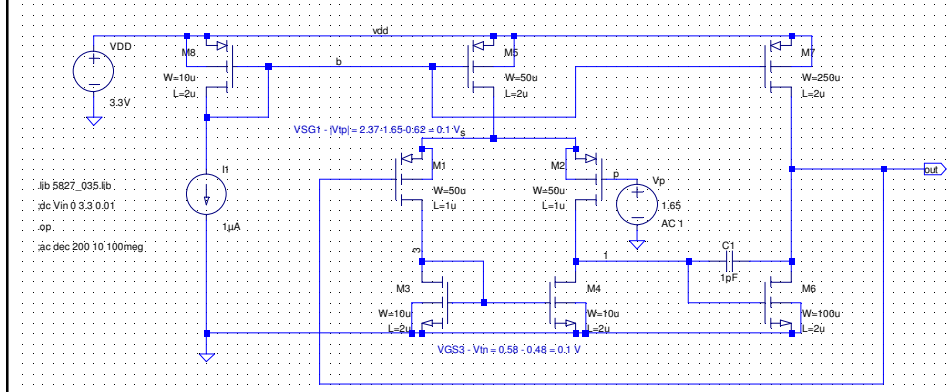 vdd
VDD
M8
M5
M7
b
W=10u
W=50u
W=250u
L=2u
L=2u
L=2u
3.3V
VSG1 - |Vtp| = 2.37-1.65-0.62 = 0.1 V
s
M1
M2
I1
p
Vp
.lib 5827_035.lib
W=50u
W=50u
1.65
.dc Vin 0 3.3 0.01
L=1u
L=1u
.op
1µA
AC 1
.ac dec 200 10 100meg
out
3
1
C1
1pF
M3
M4
M6
W=10u
W=10u
W=100u
L=2u
L=2u
L=2u
VGS3 - Vtn = 0.58 - 0.48 = 0.1 V